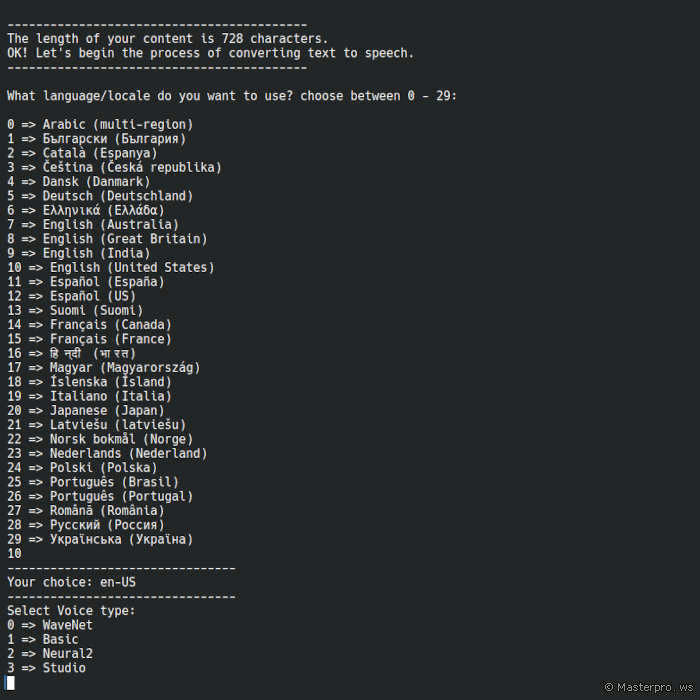 ------------------------------------------
The length of your content is 728 characters.
OK! Let's begin the process of converting text to speech.
------------------------------------------
What language/locale do you want to use? choose between 0 - 29:
0 => Arabic (multi-region)
1 => Български (България)
2 => Català (Espanya)
3 => Čeština (Česká republika)
4 => Dansk (Danmark)
5 => Deutsch (Deutschland)
6 => Ελληνικά (Ελλάδα)
7 => English (Australia)
8 => English (Great Britain)
9 => English (India)
10 => English (United States)
11 => Español (España)
12 => Español (US)
13 => Suomi (Suomi)
14 => Français (Canada)
15 => Français (France)
16 => हिन्दी (भारत)
17 => Magyar (Magyarország)
18 => Íslenska (Ísland)
19 => Italiano (Italia)
20 => Japanese (Japan)
21 => Latviešu (latviešu)
22 => Norsk bokmål (Norge)
23 => Nederlands (Nederland)
24 => Polski (Polska)
25 => Português (Brasil)
26 => Português (Portugal)
27 => Română (România)
28 => Русский (Россия)
29 => Українська (Україна)
10
--------------------------------
Your choice: en-US
--------------------------------
Select Voice type:
0 => WaveNet
1 => Basic
2 => Neural2
3 => Studio
© Masterpro.ws